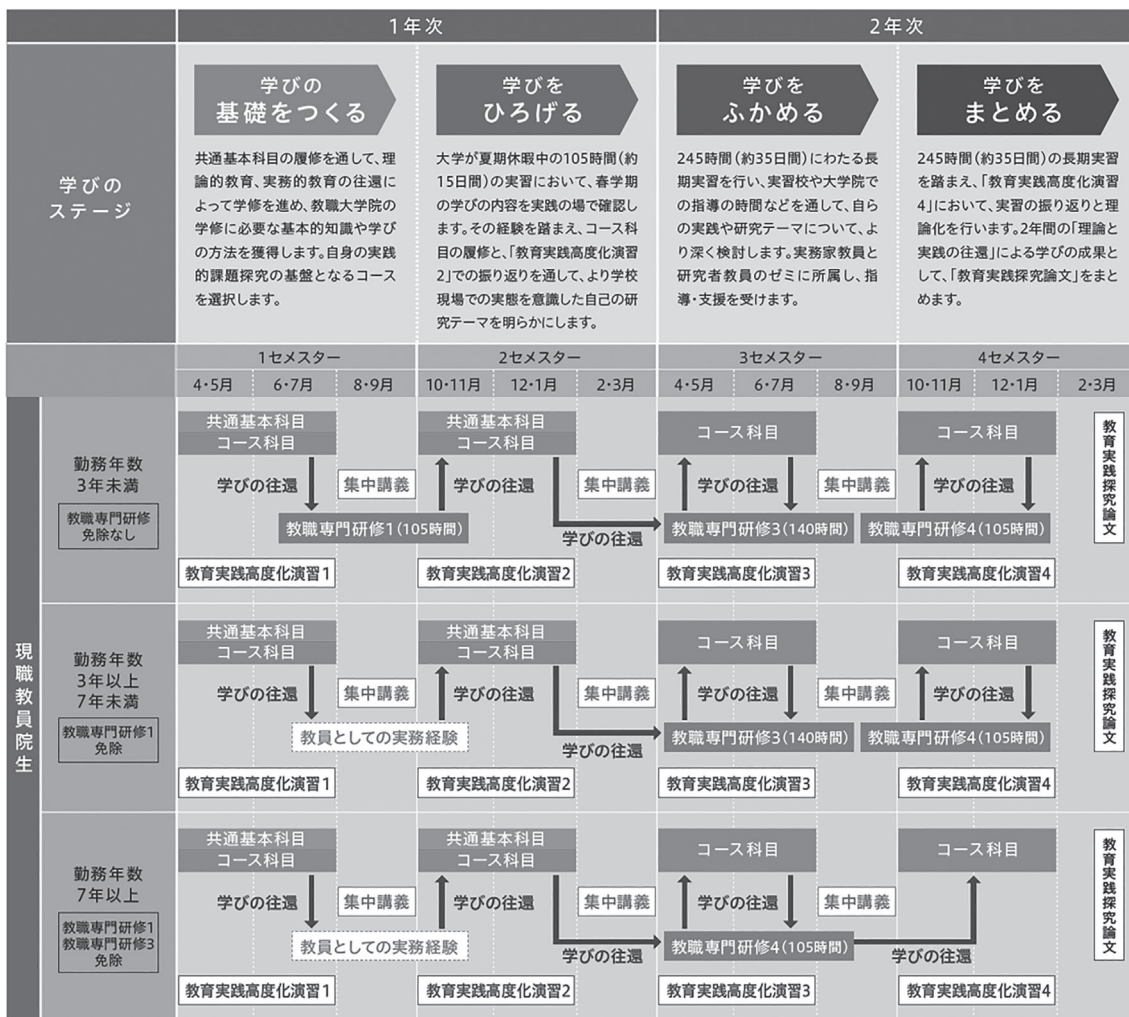 1年次
2年次
学びの
ステージ
学びの
基礎をつくる
共通基本科目の履修を通して、理
論的教育、実務的教育の往還に
よって学修を進め、教職大学院の
学修に必要な基本的知識や学び
の方法を獲得します。自身の実践
的課題探究の基盤となるコース
を選択します。
学びを
ひろげる
大学が夏期休暇中の105時間(約
15日間)の実習において、春学期
の学びの内容を実践の場で確認し
ます。その経験を踏まえ、コース科
目の履修と、「教育実践高度化演習
2」での振り返りを通して、より学校
現場での実態を意識した自己の研
究テーマを明らかにします。
学びを
ふかめる
245時間(約35日間)にわたる長
期実習を行い、実習校や大学院で
の指導の時間などを通して、自ら
の実践や研究テーマについて、よ
り深く検討します。実務家教員と
研究者教員のゼミに所属し、指
導・支援を受けます。
学びを
まとめる
245時間(約35日間)の長期実習
を踏まえ、「教育実践高度化演習
4」において、実習の振り返りと理
論化を行います。2年間の「理論と
実践の往還」による学びの成果と
して、「教育実践探究論文」をまと
めます。
1セメスター
2セメスター
3セメスター
4セメスター
4・5月
6・7月
8・9月
10・11月
12・1月
2・3月
4・5月
6・7月
8・9月
10・11月
12・1月
2・3月
現職教員院生
勤務年数
3年未満
教職専門研修
免除なし
共通基本科目
コース科目
学びの往還
集中講義
教職専門研修1(105時間)
教育実践高度化演習1
共通基本科目
コース科目
学びの往還
集中講義
学びの往還
教育実践高度化演習2
コース科目
学びの往還
集中講義
教職専門研修3(140時間)
教育実践高度化演習3
コース科目
学びの往還
教職専門研修4(105時間)
教育実践高度化演習4
教育実践探究論文
勤務年数
3年以上
7年未満
教職専門研修1
免除
共通基本科目
コース科目
学びの往還
集中講義
教員としての実務経験
教育実践高度化演習1
共通基本科目
コース科目
学びの往還
集中講義
学びの往還
教育実践高度化演習2
コース科目
学びの往還
集中講義
教職専門研修3(140時間)
教育実践高度化演習3
コース科目
学びの往還
教職専門研修4(105時間)
教育実践高度化演習4
教育実践探究論文
勤務年数
7年以上
教職専門研修1
教職専門研修3
免除
共通基本科目
コース科目
学びの往還
集中講義
教員としての実務経験
教育実践高度化演習1
共通基本科目
コース科目
学びの往還
集中講義
学びの往還
教育実践高度化演習2
コース科目
学びの往還
集中講義
教職専門研修4(105時間)
教育実践高度化演習3
コース科目
学びの往還
教育実践高度化演習4
教育実践探究論文